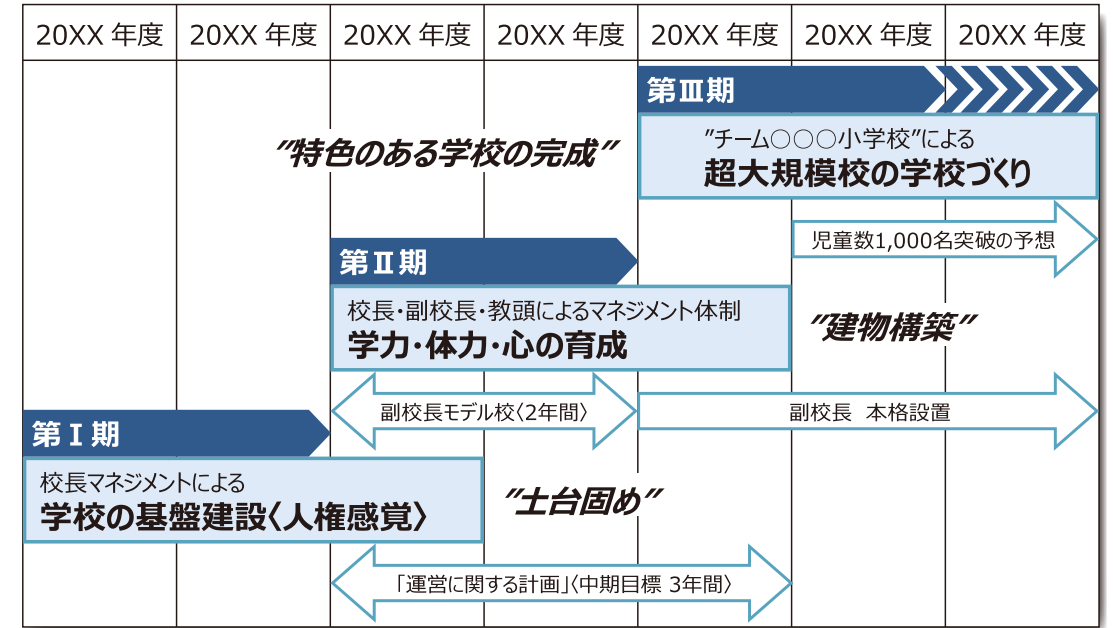 20XX 年度 20XX 年度 20XX 年度 20XX 年度 20XX 年度 20XX 年度 20XX 年度
第Ⅲ期
”チーム○○○小学校”による
超大規模校の学校づくり
”特色のある学校の完成”
児童数1,000名突破の予想
第Ⅱ期
校長・副校長・教頭によるマネジメント体制
学力・体力・心の育成
”建物構築”
副校長モデル校〈2年間〉
副校長 本格設置
第Ⅰ期
校長マネジメントによる
学校の基盤建設〈人権感覚〉
”土台固め”
「運営に関する計画」〈中期目標 3年間〉